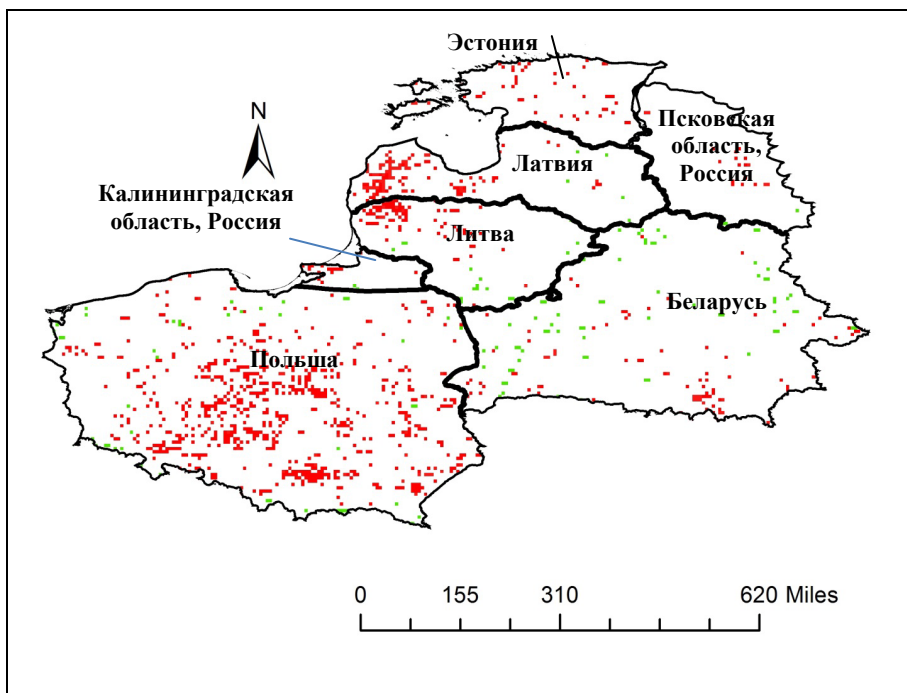 Эстония
N
Псковская
область,
Россия
Латвия
Калининградская
область, Россия
Литва
Беларусь
Польша
0 155 310 620 Miles